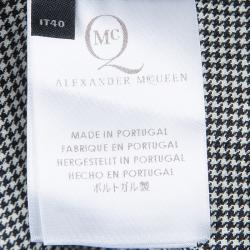 IT40
McQ
ALEXANDER MCQUEEN
MADE IN PORTUGAL
FABRIQUE EN PORTUGAL
HERGESTELLT IN PORTUGAL
HECHO EN PORTUGAL
ポルトガル製